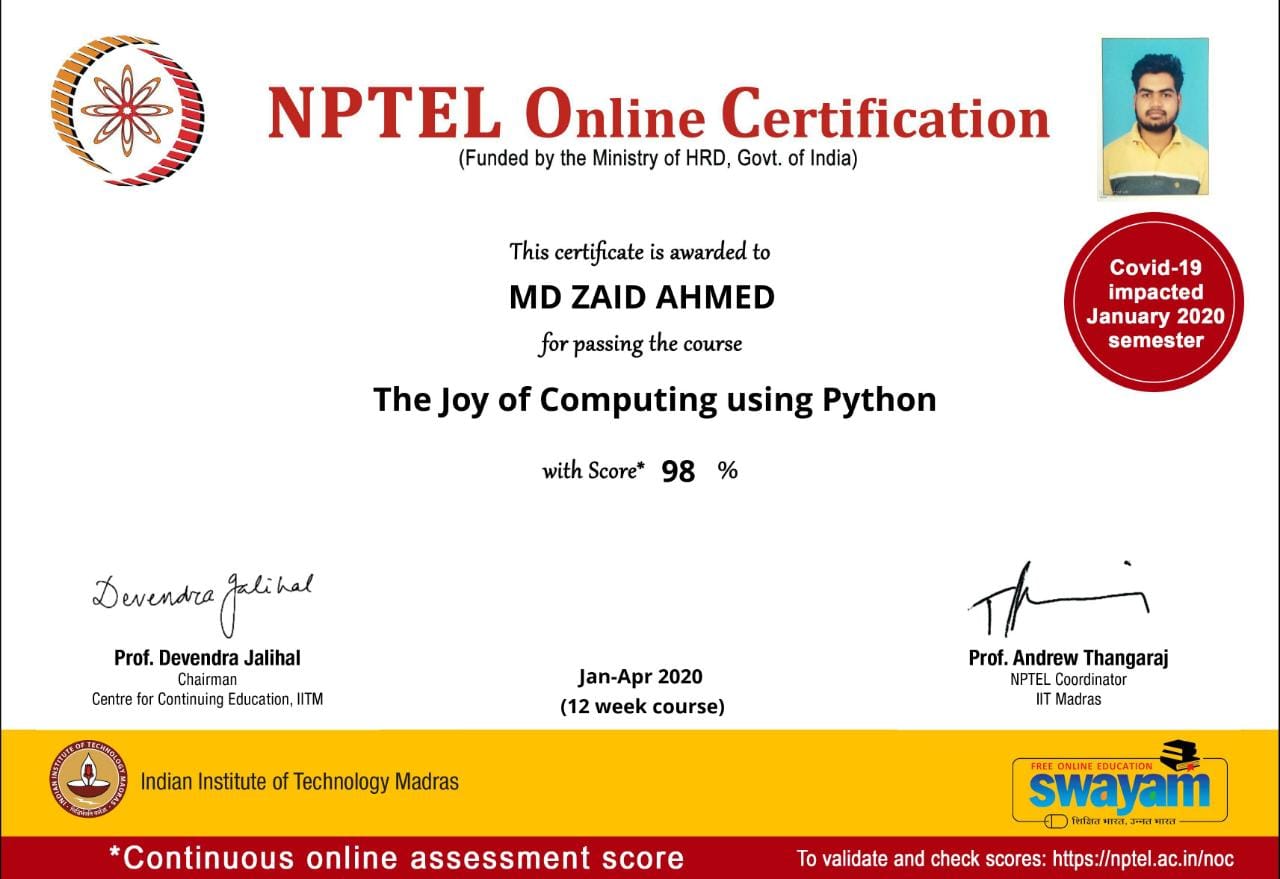 NPTEL Online Certification
(Funded by the Ministry of HRD, Govt. of India)
This certificate is awarded to
MD ZAID AHMED
for passing the course
The Joy of Computing using Python
with Score* 98 %
Covid-19
impacted
January 2020
semester
Devendra Jalihal
Prof. Devendra Jalihal
Chairman
Centre for Continuing Education, IITM
Jan-Apr 2020
(12 week course)
Prof. Andrew Thangaraj
NPTEL Coordinator
IIT Madras
INDIAN INSTITUTE OF TECHNOLOGY MADRAS
Indian Institute of Technology Madras
FREE ONLINE EDUCATION
swayam
शिक्षित भारत, उन्नत भारत
*Continuous online assessment score
To validate and check scores: https://nptel.ac.in/noc